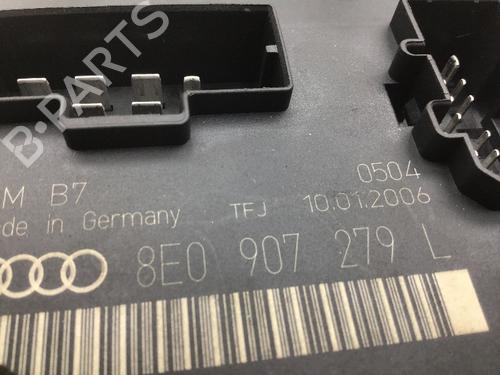 B-PARTS
0504
M B7
TFJ 10.01.2006
de in Germany
8E0 907 279 L